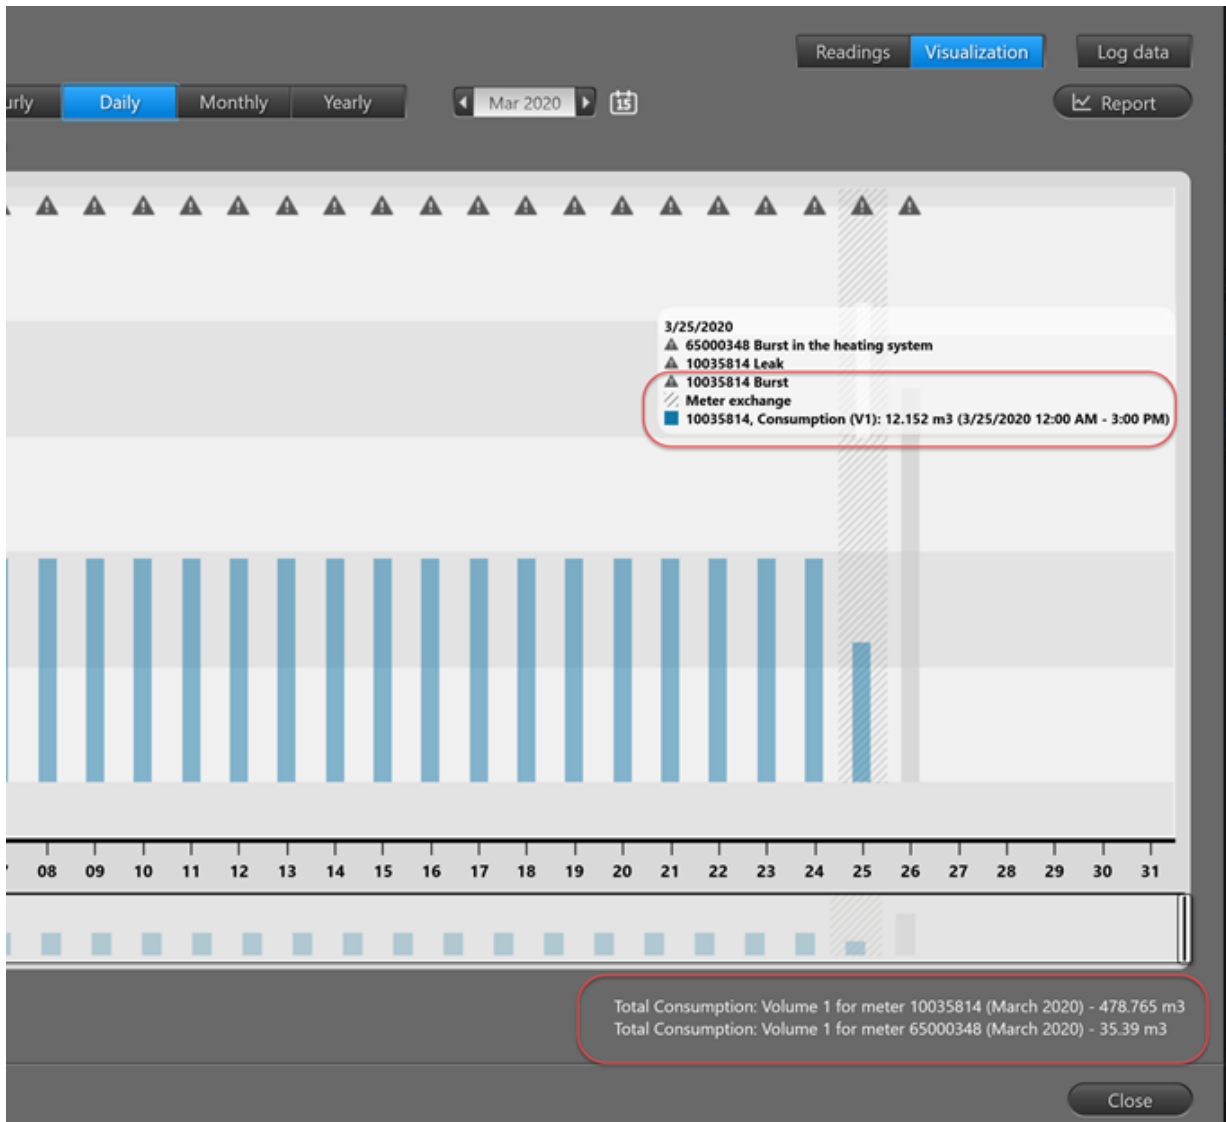 Readings Visualization Log data
urly Daily Monthly Yearly Mar 2020 15 Report
3/25/2020
65000348 Burst in the heating system
10035814 Leak
10035814 Burst
Meter exchange
10035814, Consumption (V1): 12.152 m3 (3/25/2020 12:00 AM - 3:00 PM)
08 09 10 11 12 13 14 15 16 17 18 19 20 21 22 23 24 25 26 27 28 29 30 31
Total Consumption: Volume 1 for meter 10035814 (March 2020) - 478.765 m3
Total Consumption: Volume 1 for meter 65000348 (March 2020) - 35.39 m3
Close